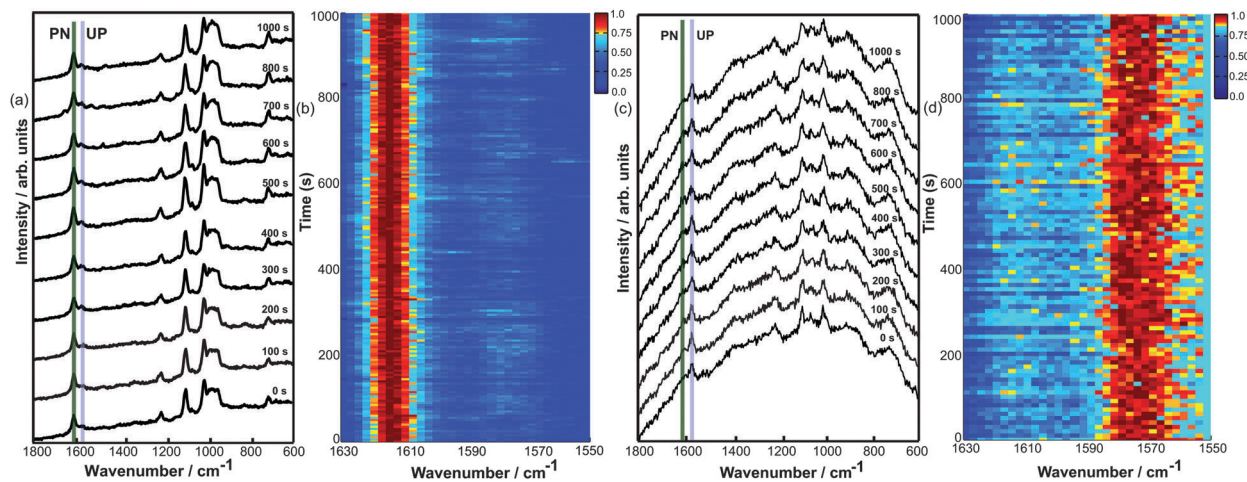 (a)
PN UP
1000 s
800 s
700 s
600 s
500 s
400 s
300 s
200 s
100 s
0 s
Intensity / arb. units
1800 1600 1400 1200 1000 800 600
Wavenumber / cm-1
(b)
1000
800
600
400
200
0
Time (s)
1630 1610 1570 1550
Wavenumber / cm-1
1.0
0.75
0.50
0.25
0.0
(c)
PN UP
1000 s
800 s
700 s
600 s
500 s
400 s
300 s
200 s
100 s
0 s
Intensity / arb. units
1800 1600 1400 1200 1000 800 600
Wavenumber / cm-1
(d)
1000
800
600
400
200
0
Time (s)
1630 1610 1570 1550
Wavenumber / cm-1
1.0
0.75
0.50
0.25
0.0